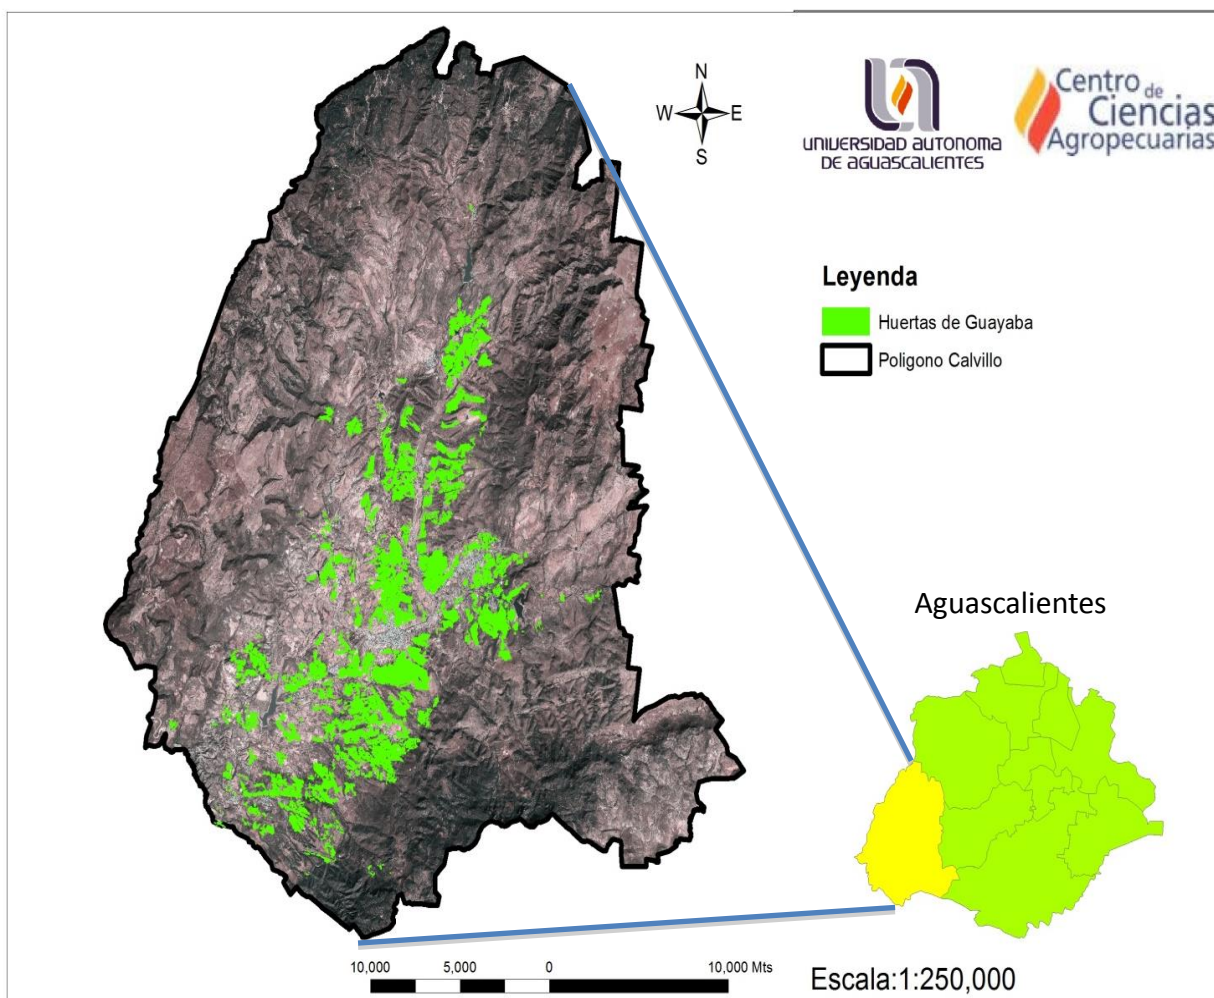 N
W E
S
UNIVERSIDAD AUTONOMA
DE AGUASCALIENTES
Centro de
Ciencias
Agropecuarias
Leyenda
Huertas de Guayaba
Poligono Calvillo
Aguascalientes
10,000 5,000 0 10,000 Mts
Escala:1:250,000